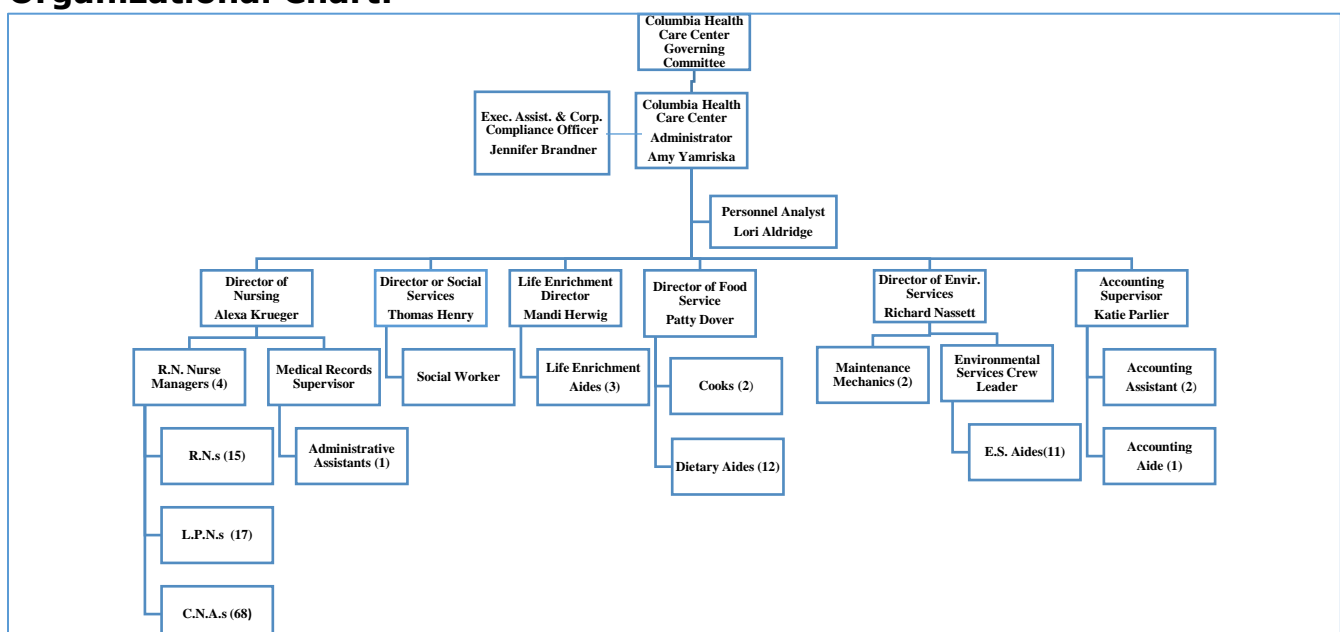 Organizational Chart:
Columbia Health
Care Center
Governing
Committee
Exec. Assist. & Corp.
Compliance Officer
Jennifer Brandner
Columbia Health
Care Center
Administrator
Amy Yamriska
Personnel Analyst
Lori Aldridge
Director of
Nursing
Alexa Krueger
Director or Social
Services
Thomas Henry
Life Enrichment
Director
Mandi Herwig
Director of Food
Service
Patty Dover
Director of Envir.
Services
Richard Nassett
Accounting
Supervisor
Katie Parlier
R.N. Nurse
Managers (4)
Medical Records
Supervisor
Social Worker
Life Enrichment
Aides (3)
Cooks (2)
Maintenance
Mechanics (2)
Environmental
Services Crew
Leader
Accounting
Assistant (2)
R.N.s (15)
Administrative
Assistants (1)
Dietary Aides (12)
E.S. Aides(11)
Accounting
Aide (1)
L.P.N.s (17)
C.N.A.s (68)